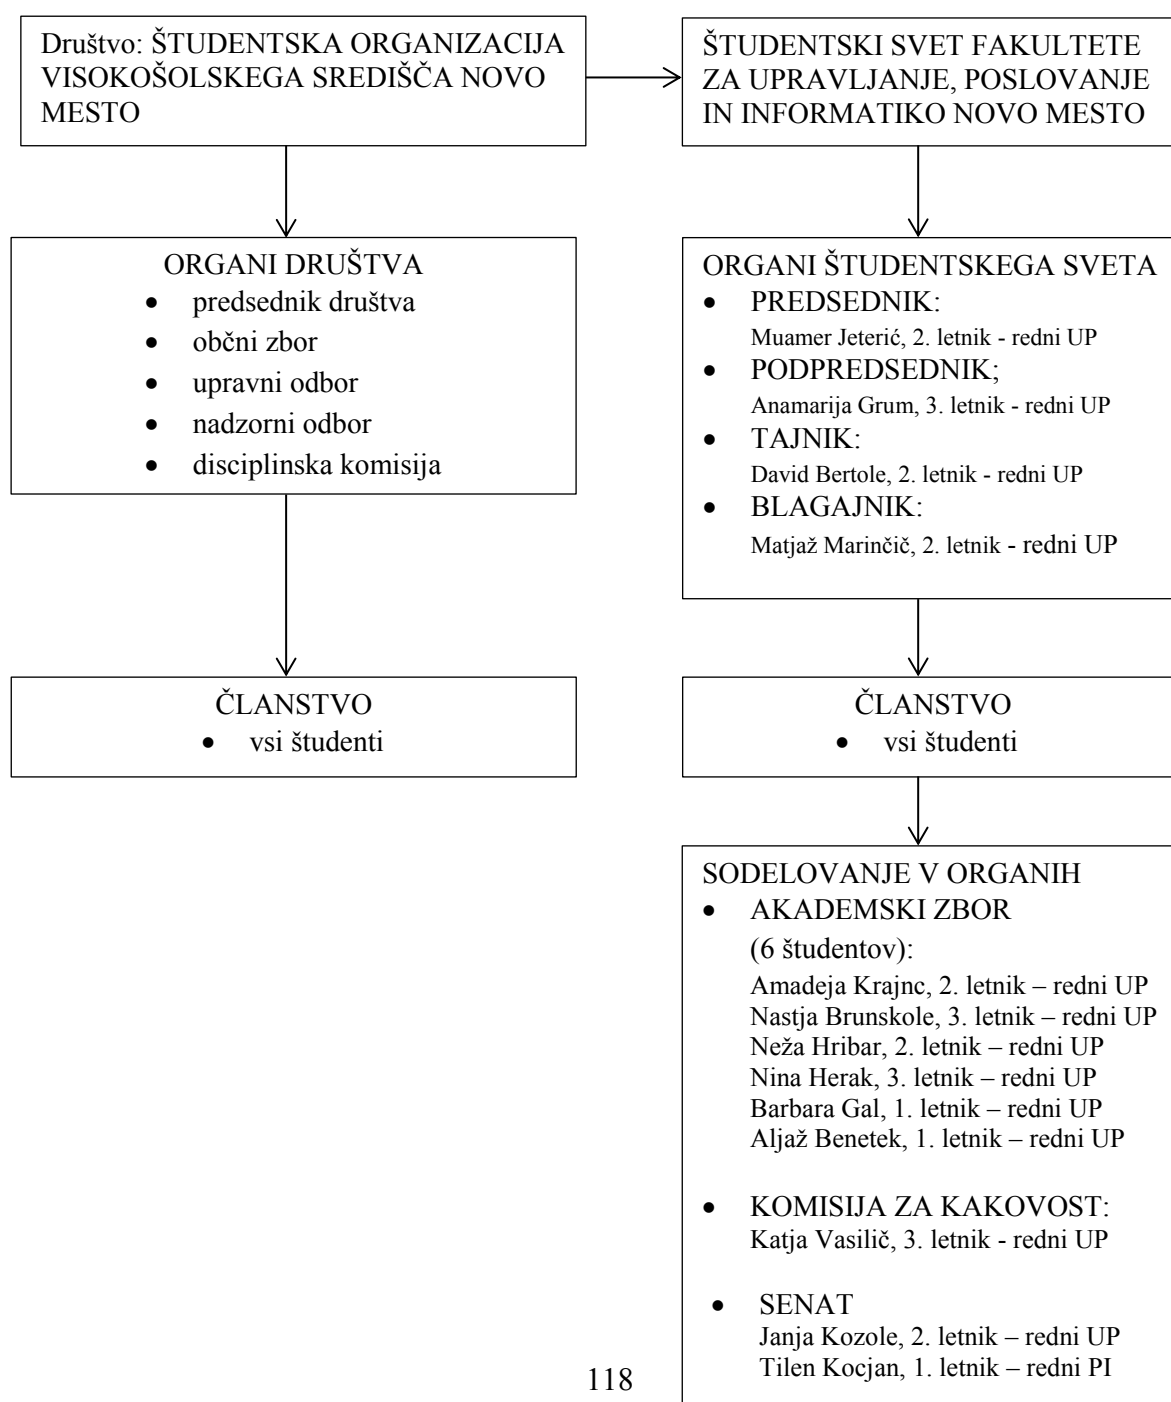 Društvo: ŠTUDENTSKA ORGANIZACIJA
VISOKOŠOLSKEGA SREDIŠČA NOVO
MESTO
ŠTUDENTSKI SVET FAKULTETE
ZA UPRAVLJANJE, POSLOVANJE
IN INFORMATIKO NOVO MESTO
ORGANI DRUŠTVA
• predsednik društva
• občni zbor
• upravni odbor
• nadzorni odbor
• disciplinska komisija
ORGANI ŠTUDENTSKEGA SVETA
• PREDSEDNIK:
Muamer Jeterić, 2. letnik - redni UP
• PODPREDSEDNIK;
Anamarija Grum, 3. letnik - redni UP
• TAJNIK:
David Bertole, 2. letnik - redni UP
• BLAGAJNIK:
Matjaž Marinčič, 2. letnik - redni UP
ČLANSTVO
• vsi študenti
ČLANSTVO
• vsi študenti
SODELOVANJE V ORGANIH
• AKADEMSKI ZBOR
(6 študentov):
Amadeja Krajnc, 2. letnik – redni UP
Nastja Brunskole, 3. letnik – redni UP
Neža Hribar, 2. letnik – redni UP
Nina Herak, 3. letnik – redni UP
Barbara Gal, 1. letnik – redni UP
Aljaž Benetek, 1. letnik – redni UP
• KOMISIJA ZA KAKOVOST:
Katja Vasilič, 3. letnik - redni UP
• SENAT
Janja Kozole, 2. letnik – redni UP
Tilen Kocjan, 1. letnik – redni PI
118